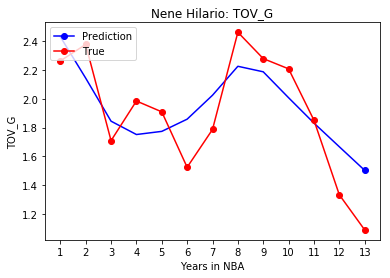 Nene Hilario: TOV_G
Prediction
True
2.4
2.2
2.0
1.8
1.6
1.4
1.2
TOV_G
1 2 3 4 5 6 7 8 9 10 11 12 13
Years in NBA